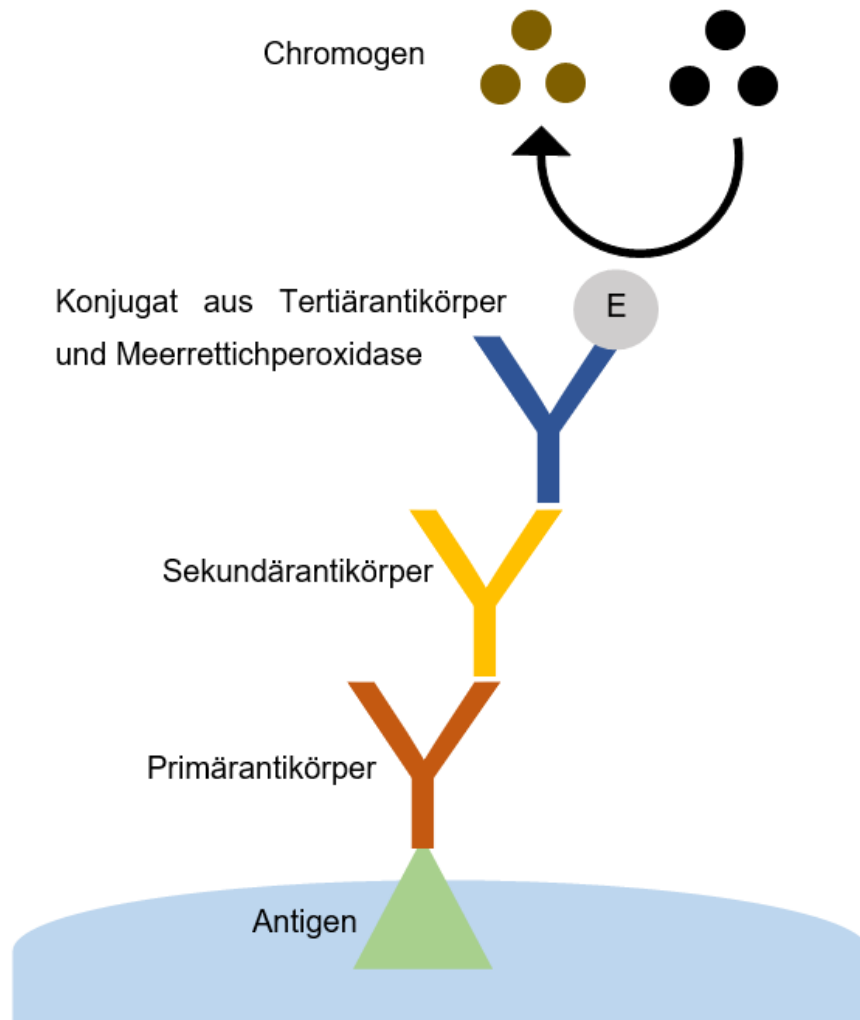 Chromogen
Konjugat aus Tertiärantikörper
und Meerrettichperoxidase
E
Sekundärantikörper
Primärantikörper
Antigen